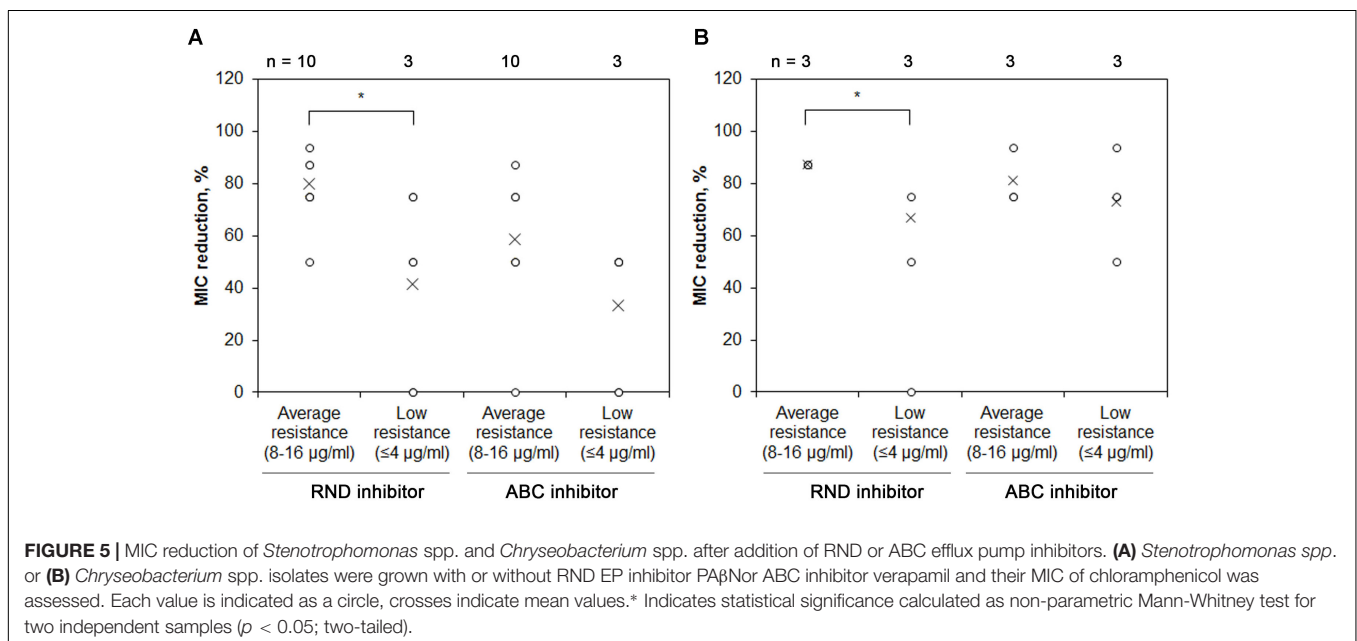 A
n = 10 3 10 3
120
100
80
60
40
20
0
MIC reduction, %
*
Average resistance (8-16 µg/ml)
Low resistance (≤4 µg/ml)
Average resistance (8-16 µg/ml)
Low resistance (≤4 µg/ml)
RND inhibitor
ABC inhibitor
B
n = 3 3 3 3
120
100
80
60
40
20
0
MIC reduction, %
*
Average resistance (8-16 µg/ml)
Low resistance (≤4 µg/ml)
Average resistance (8-16 µg/ml)
Low resistance (≤4 µg/ml)
RND inhibitor
ABC inhibitor
FIGURE 5 | MIC reduction of Stenotrophomonas spp. and Chryseobacterium spp. after addition of RND or ABC efflux pump inhibitors. (A) Stenotrophomonas spp.
or (B) Chryseobacterium spp. isolates were grown with or without RND EP inhibitor PAβNor ABC inhibitor verapamil and their MIC of chloramphenicol was
assessed. Each value is indicated as a circle, crosses indicate mean values.* Indicates statistical significance calculated as non-parametric Mann-Whitney test for
two independent samples (p < 0.05; two-tailed).